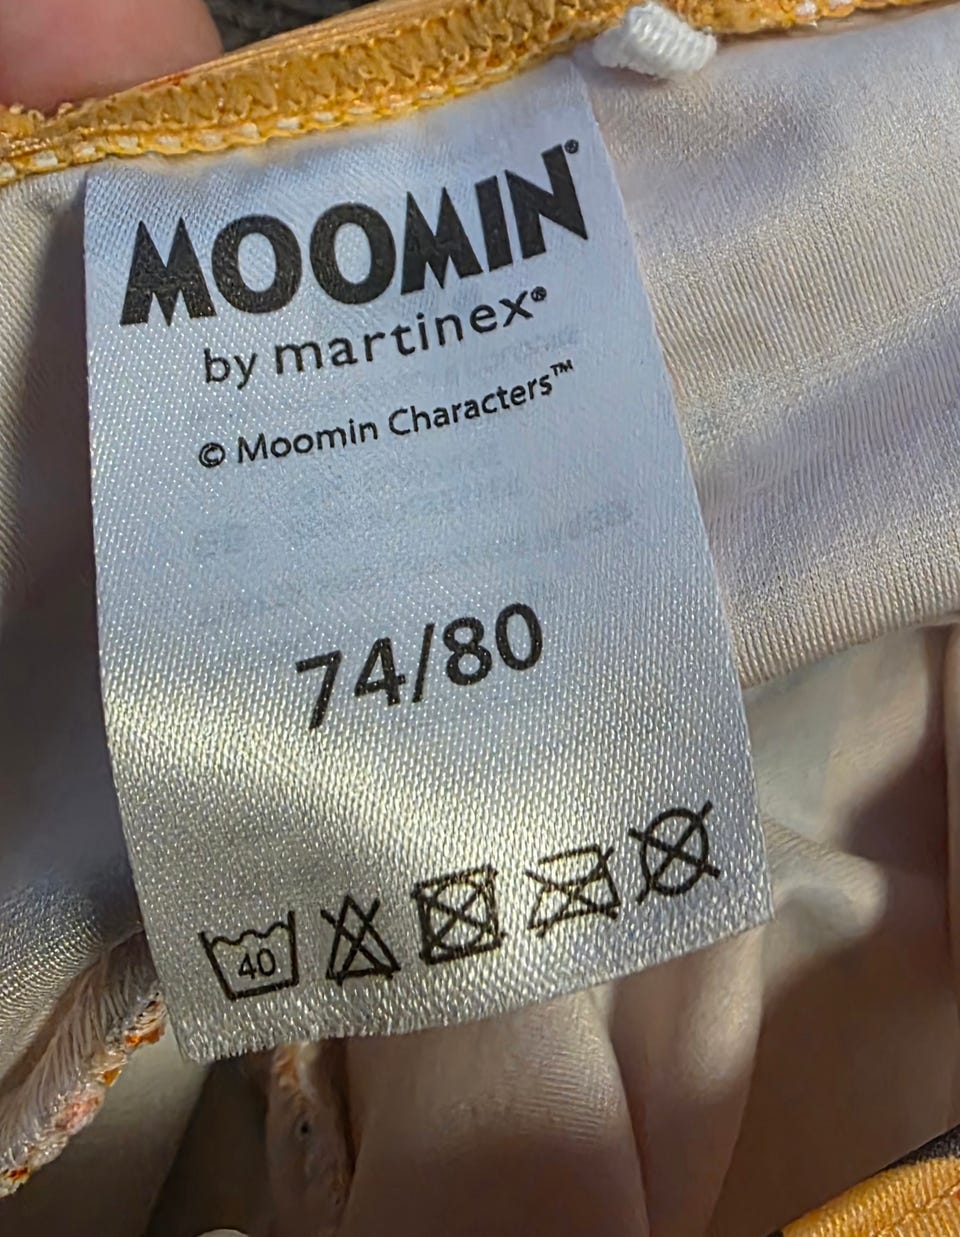 MOOMIN®
by martinex®
© Moomin Characters™
74/80
40